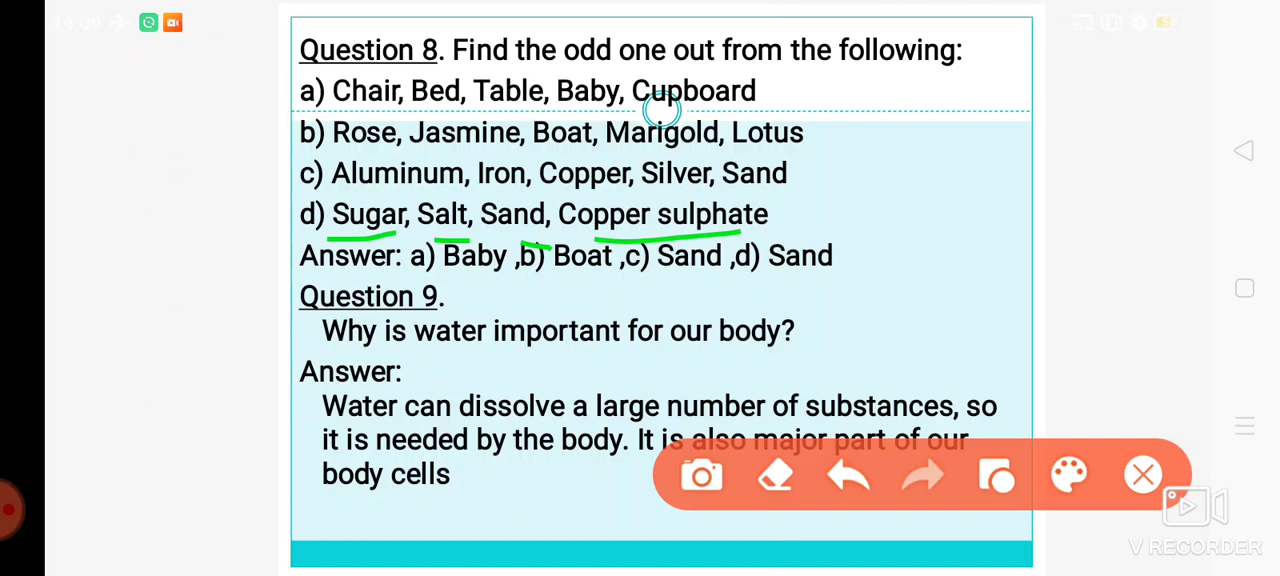 14:09
Question 8. Find the odd one out from the following:
a) Chair, Bed, Table, Baby, Cupboard
b) Rose, Jasmine, Boat, Marigold, Lotus
c) Aluminum, Iron, Copper, Silver, Sand
d) Sugar, Salt, Sand, Copper sulphate
Answer: a) Baby ,b) Boat ,c) Sand ,d) Sand
Question 9.
Why is water important for our body?
Answer:
Water can dissolve a large number of substances, so
it is needed by the body. It is also major part of our
body cells
V RECORDER